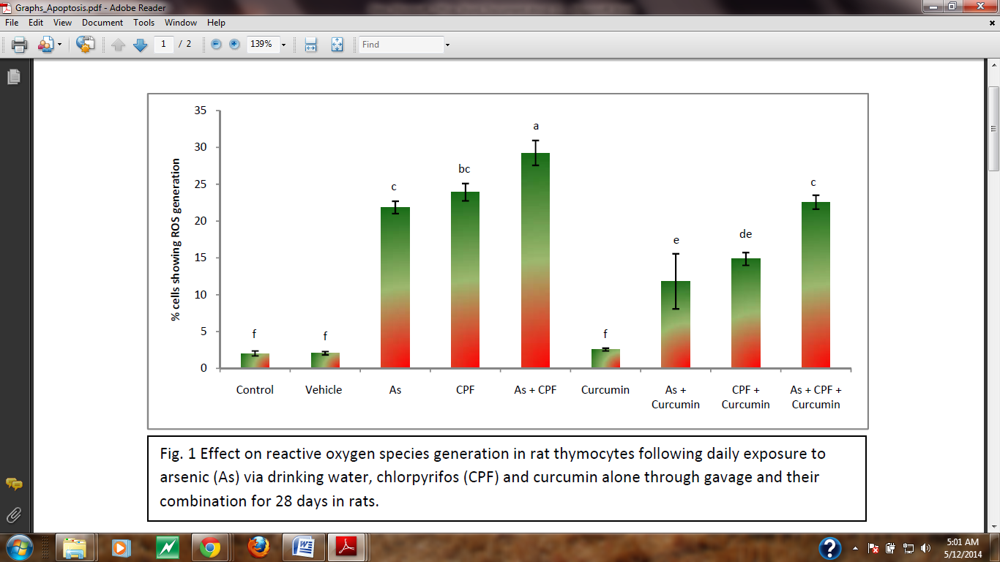 Graphs_Apoptosis.pdf - Adobe Reader
File Edit View Document Tools Window Help
1 / 2 139% Find
35
30
25
20
15
10
5
0
% cells showing ROS generation
f
f
c
bc
a
f
e
de
c
Control
Vehicle
As
CPF
As + CPF
Curcumin
As +
Curcumin
CPF +
Curcumin
As + CPF +
Curcumin
Fig. 1 Effect on reactive oxygen species generation in rat thymocytes following daily exposure to
arsenic (As) via drinking water, chlorpyrifos (CPF) and curcumin alone through gavage and their
combination for 28 days in rats.
5:01 AM
5/12/2014